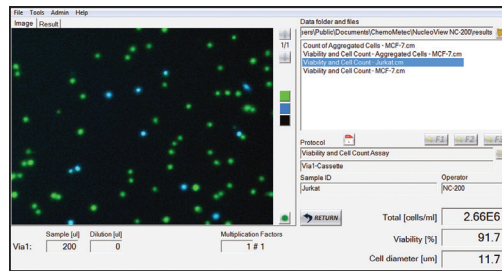 File Tools Admin Help
Image Result
1/1
Data folder and files
ers\Public\Documents\ChemoMetec\NucleoView NC-200\results
Count of Aggregated Cells - MCF-7.cm
Viability and Cell Count - Aggregated Cells - MCF-7.cm
Viability and Cell Count - Jurkat.cm
Viability and Cell Count - MCF-7.cm
Protocol
F1 F2
Viability and Cell Count Assay
Via1-Cassette
Sample ID Operator
Jurkat NC-200
RETURN
Total [cells/ml] 2.66E6
Viability [%] 91.7
Cell diameter [um] 11.7
Sample [ul] Dilution [ul] Multiplication Factors
Via1: 200 0 1 # 1